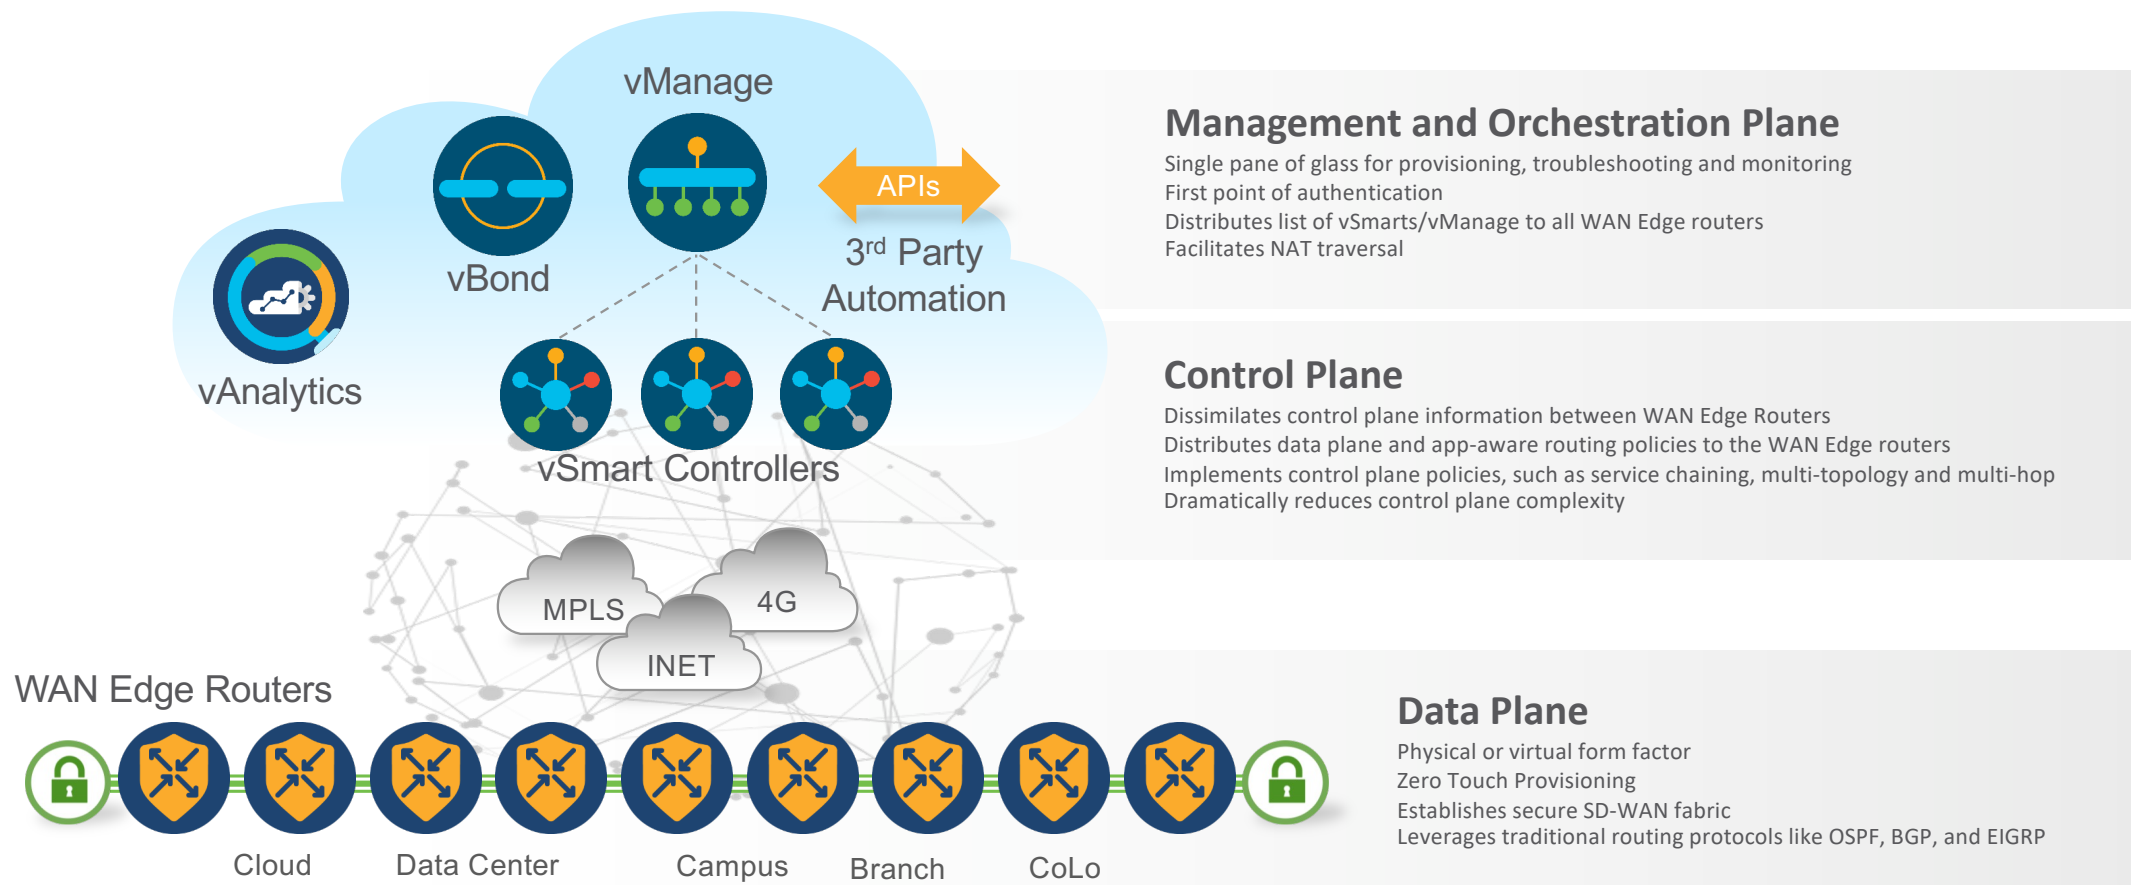 vManage
APIs
3rd Party
Automation
vBond
vAnalytics
vSmart Controllers
Management and Orchestration Plane
Single pane of glass for provisioning, troubleshooting and monitoring
First point of authentication
Distributes list of vSmarts/vManage to all WAN Edge routers
Facilitates NAT traversal
Control Plane
Dissimilates control plane information between WAN Edge Routers
Distributes data plane and app-aware routing policies to the WAN Edge routers
Implements control plane policies, such as service chaining, multi-topology and multi-hop
Dramatically reduces control plane complexity
MPLS
4G
INET
WAN Edge Routers
Cloud
Data Center
Campus
Branch
CoLo
Data Plane
Physical or virtual form factor
Zero Touch Provisioning
Establishes secure SD-WAN fabric
Leverages traditional routing protocols like OSPF, BGP, and EIGRP